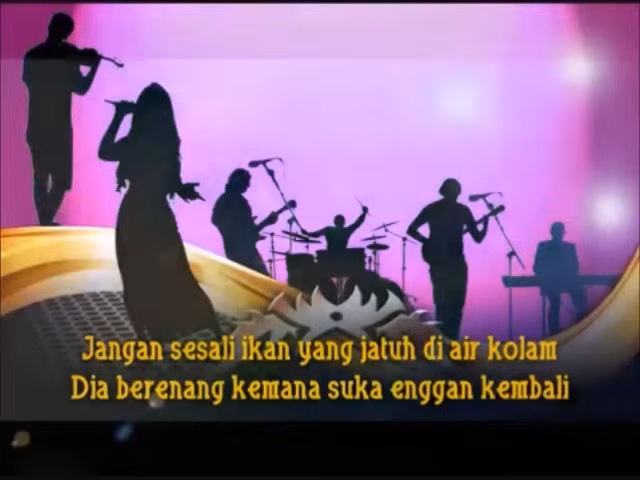 Jangan sesali ikan yang jatuh di air kolam
Dia berenang kemana suka enggan kembali